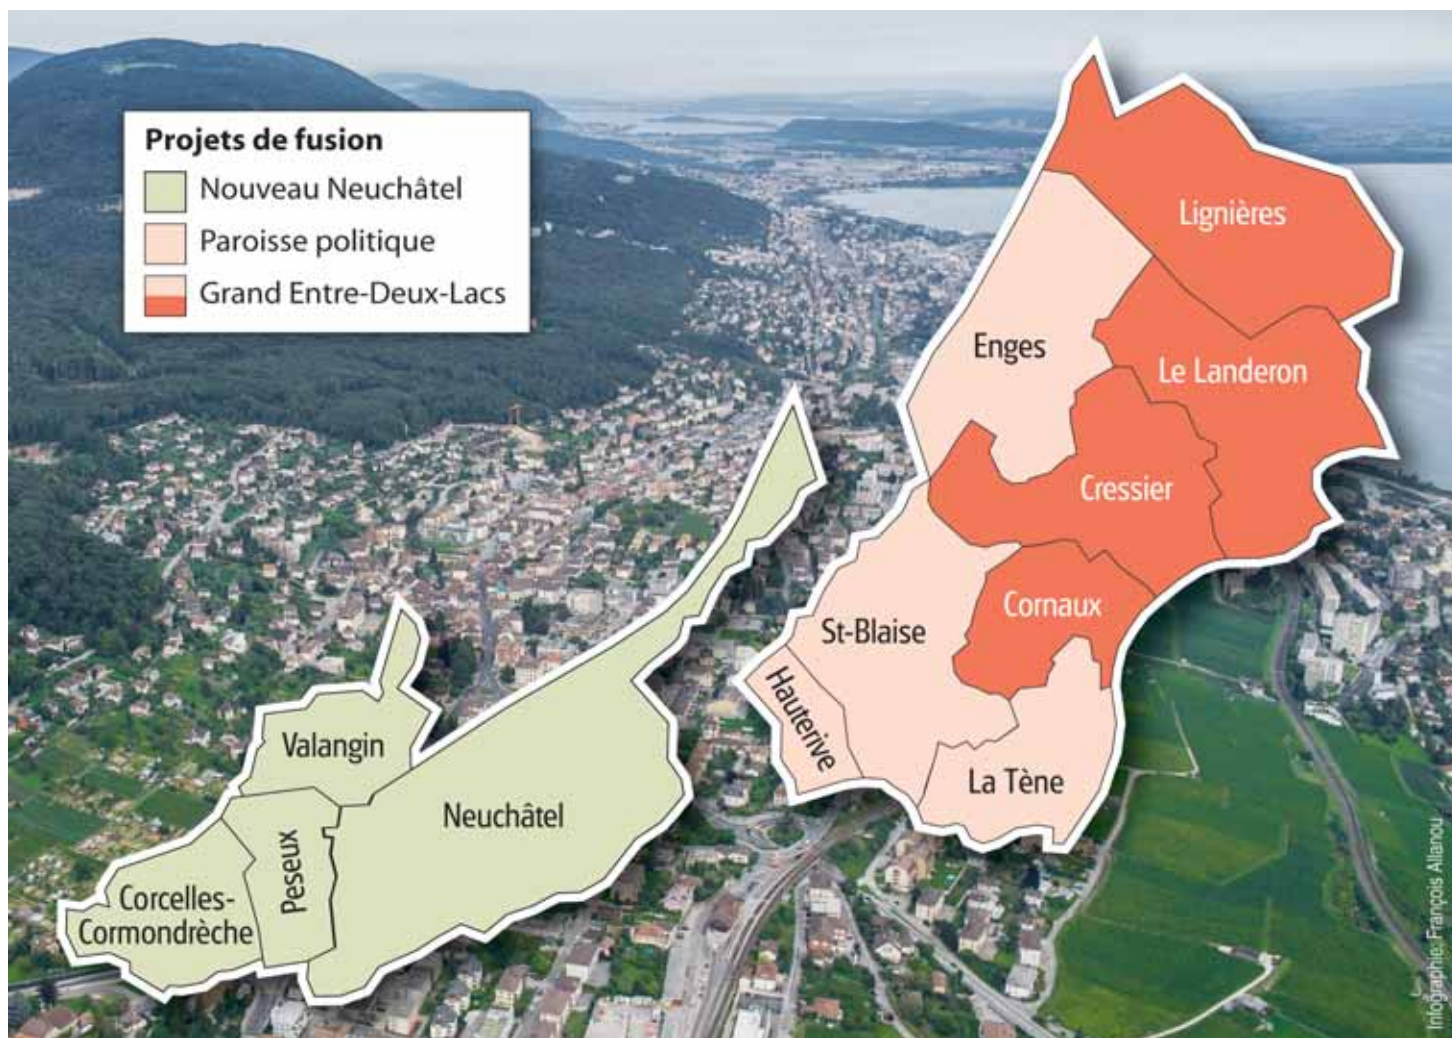 Projets de fusion
Nouveau Neuchâtel
Paroisse politique
Grand Entre-Deux-Lacs
Lignières
Enges
Le Landeron
Cressier
Cornaux
St-Blaise
Hauterive
La Tène
Valangin
Neuchâtel
Peseux
Corcelles-
Cormondrèche
Infographie: François Allanou